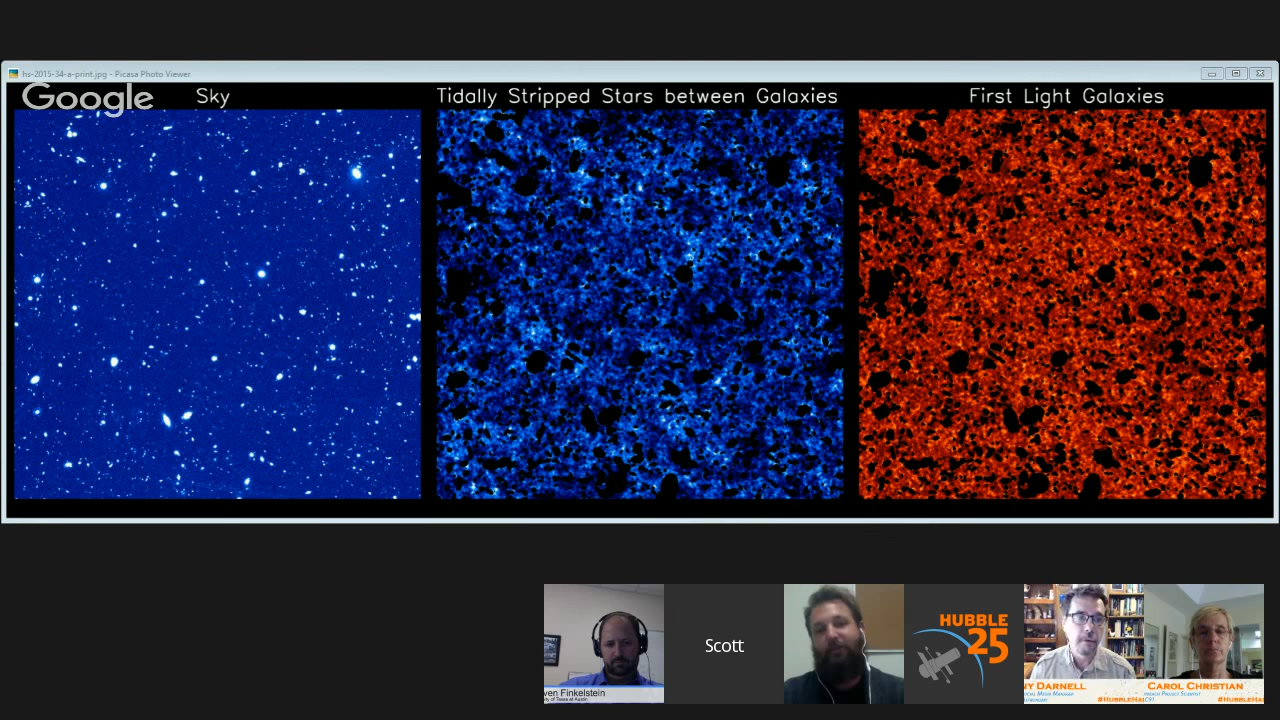 hs-2015-34-a-print.jpg - Picasa Photo Viewer
Google
Sky
Tidally Stripped Stars between Galaxies
First Light Galaxies
Scott
HUBBLE
25
ven Finkelstein
NY DARNELL
CAROL CHRISTIAN